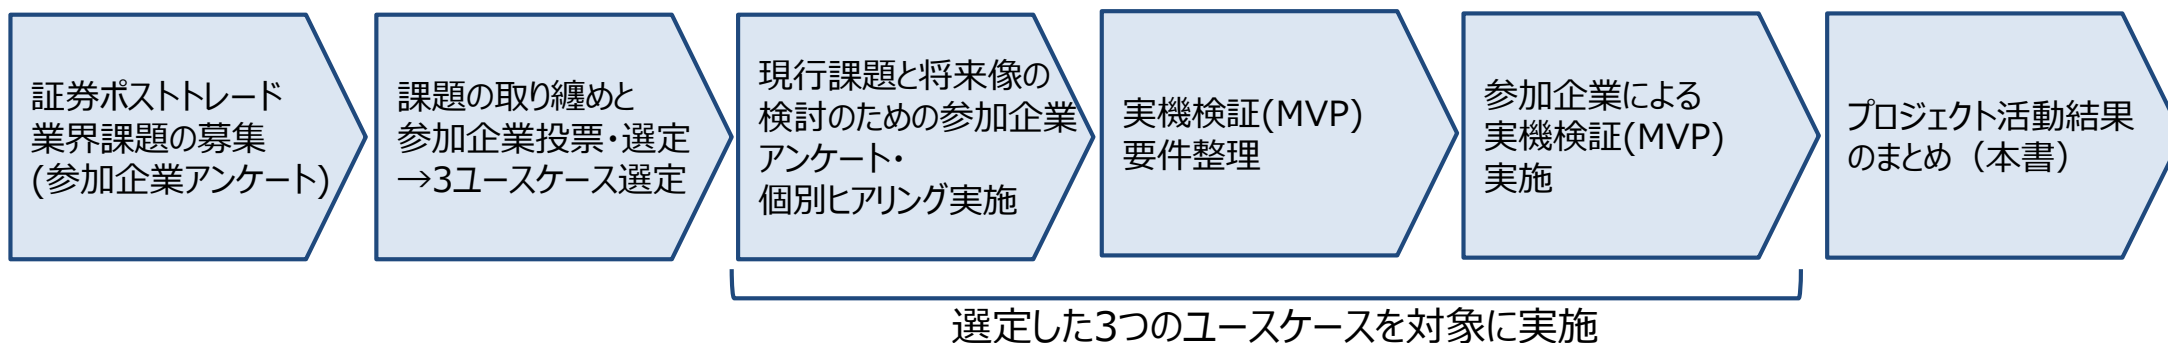 証券ポストトレード
業界課題の募集
(参加企業アンケート)
課題の取り纏めと
参加企業投票・選定
→3ユースケース選定
現行課題と将来像の
検討のための参加企業
アンケート・
個別ヒアリング実施
実機検証(MVP)
要件整理
参加企業による
実機検証(MVP)
実施
プロジェクト活動結果
のまとめ（本書）
選定した3つのユースケースを対象に実施